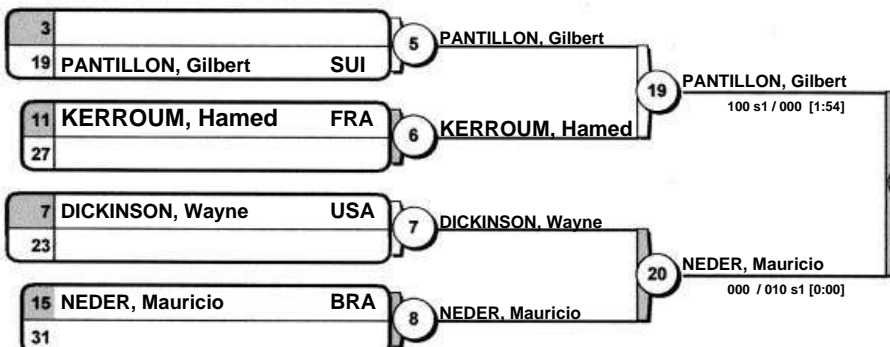 3
19 PANTILLON, Gilbert SUI
5
PANTILLON, Gilbert
11 KERROUM, Hamed FRA
27
6
KERROUM, Hamed
19
PANTILLON, Gilbert
100 s1 / 000 [1:54]
7 DICKINSON, Wayne USA
23
7
DICKINSON, Wayne
15 NEDER, Mauricio BRA
31
8
NEDER, Mauricio
20
NEDER, Mauricio
000 / 010 s1 [0:00]